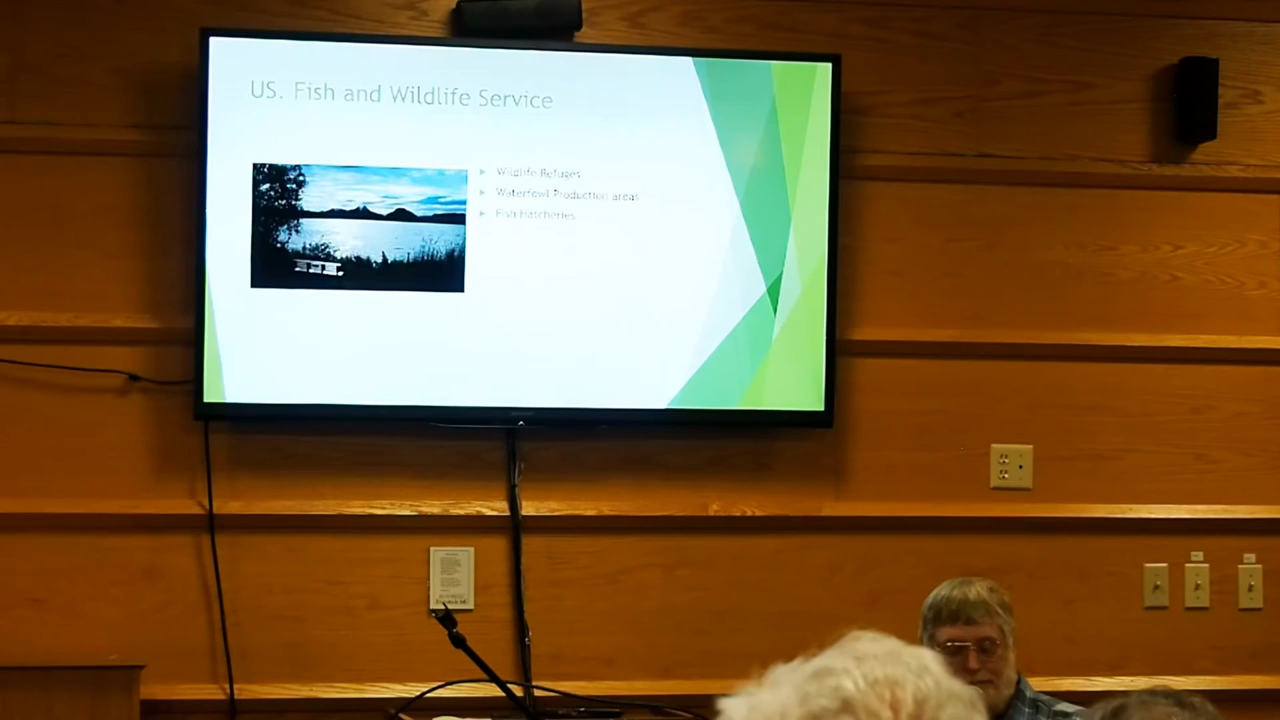 US. Fish and Wildlife Service
Wildlife Refuges
Waterfowl Production areas
Fish Hatcheries